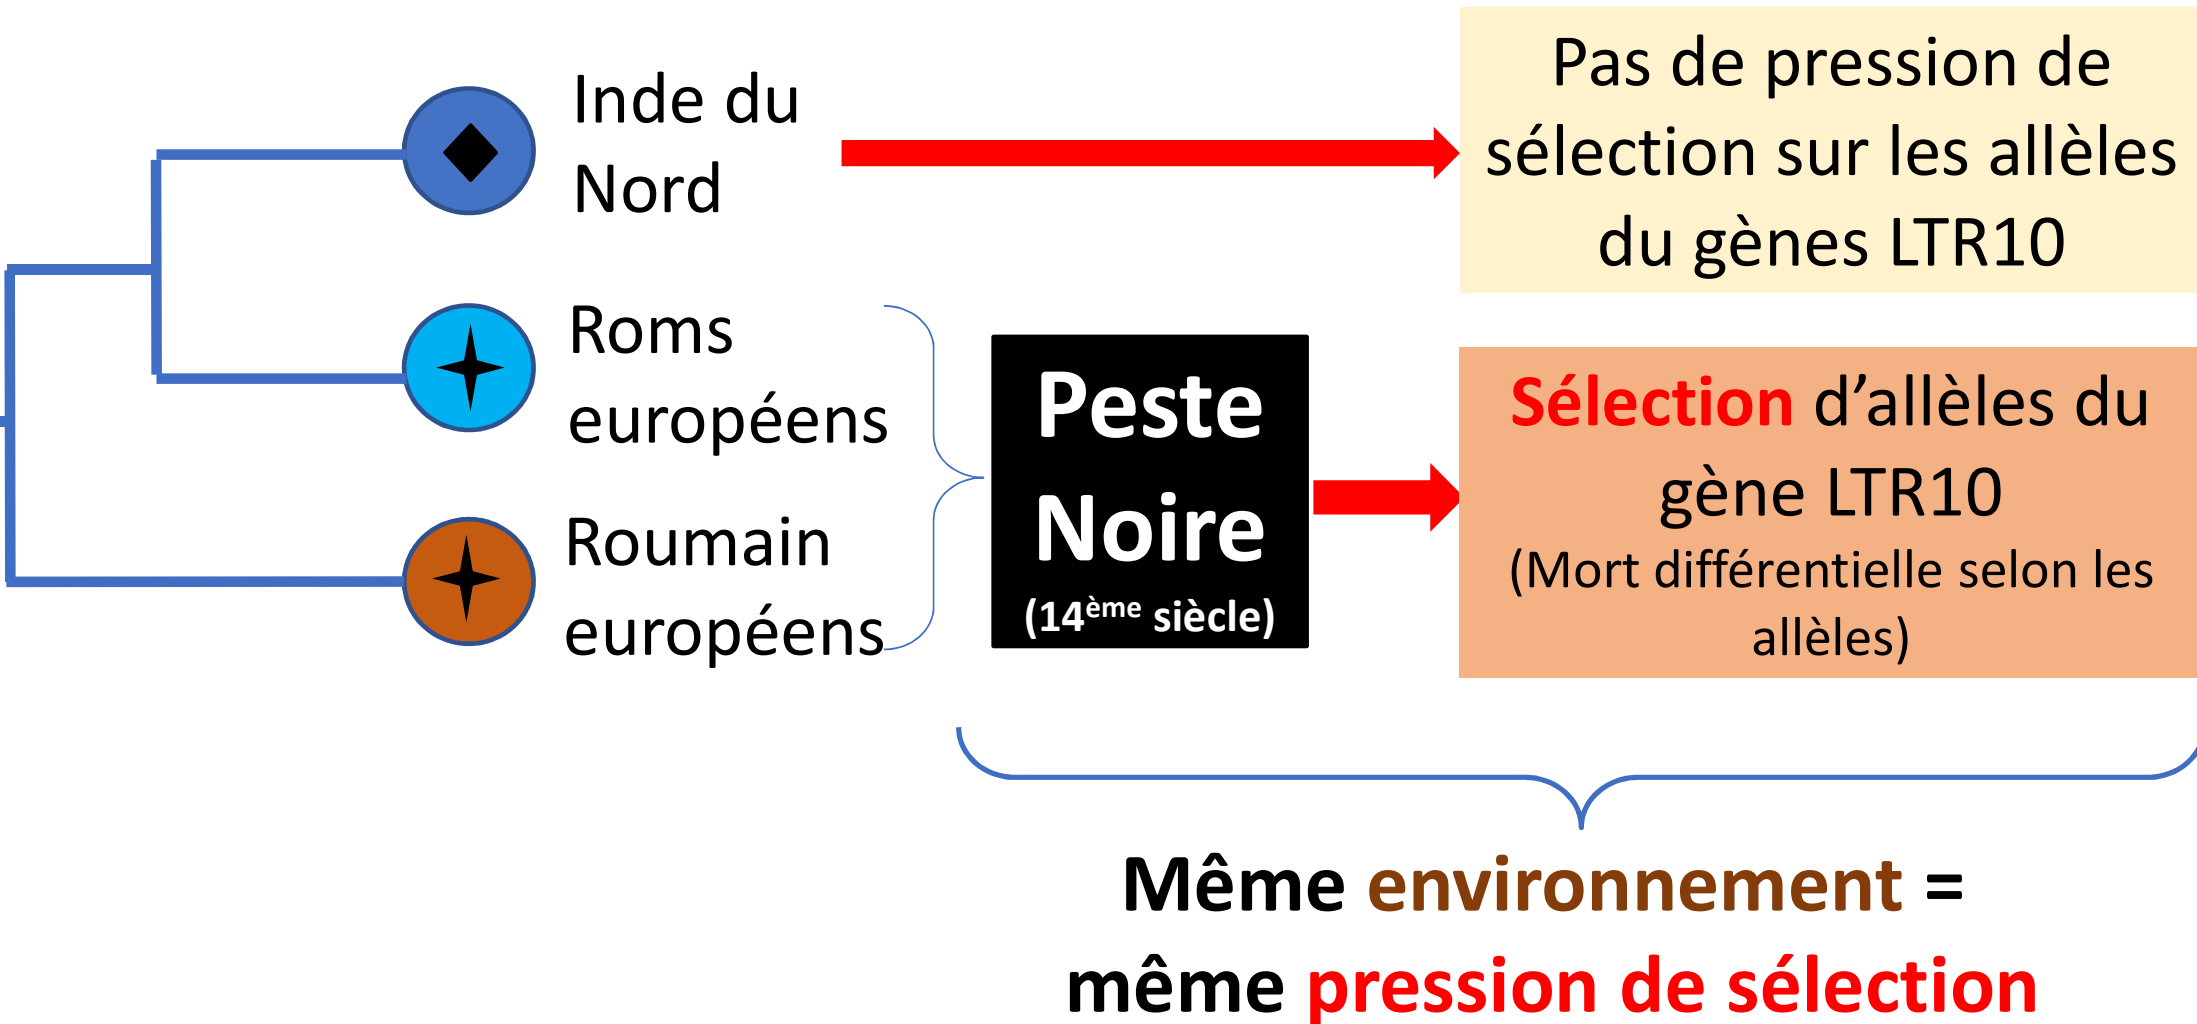 Inde du
Nord
Pas de pression de
sélection sur les allèles
du gènes LTR10
Roms
européens
Roumain
européens
Peste
Noire
(14ème siècle)
Sélection d’allèles du
gène LTR10
(Mort différentielle selon les
allèles)
Même environnement =
même pression de sélection